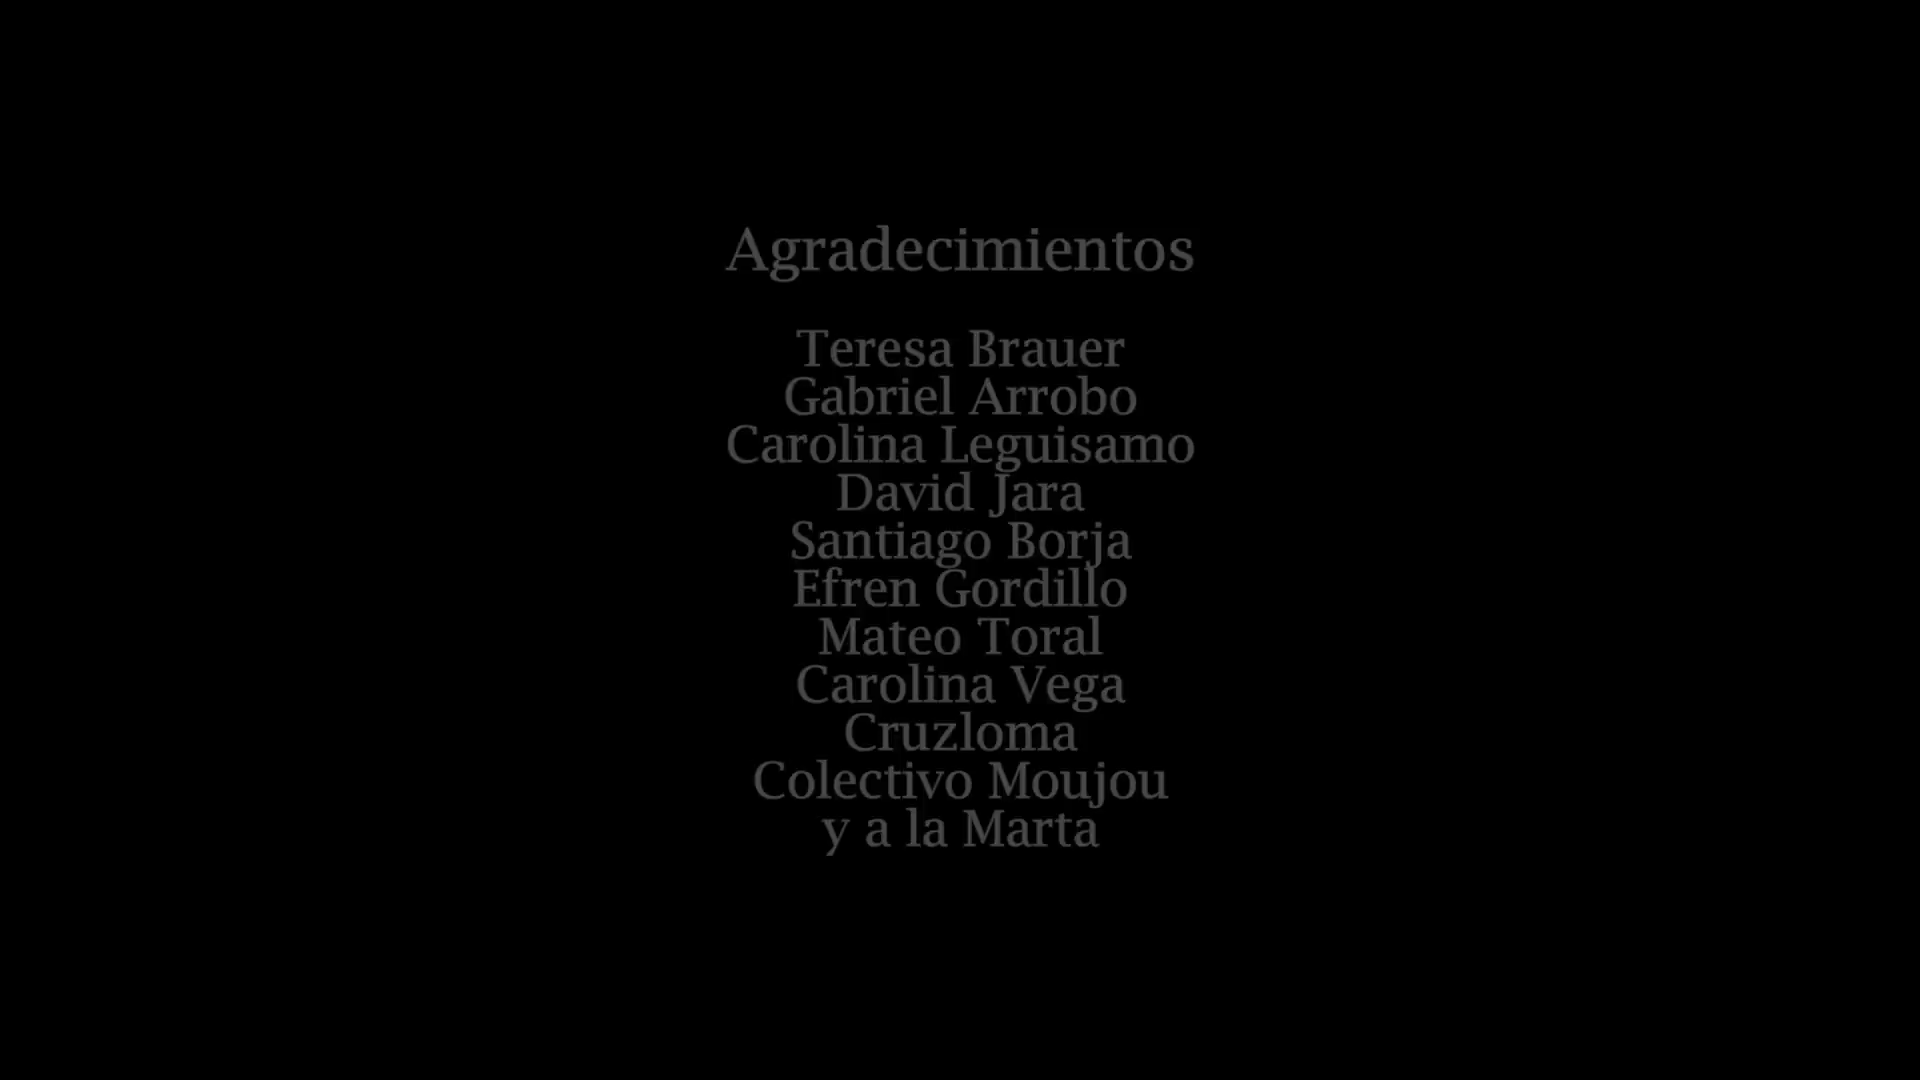 Agradecimientos
Teresa Brauer
Gabriel Arrobo
Carolina Leguisamo
David Jara
Santiago Borja
Efren Gordillo
Mateo Toral
Carolina Vega
Cruzloma
Colectivo Moujou
y a la Marta